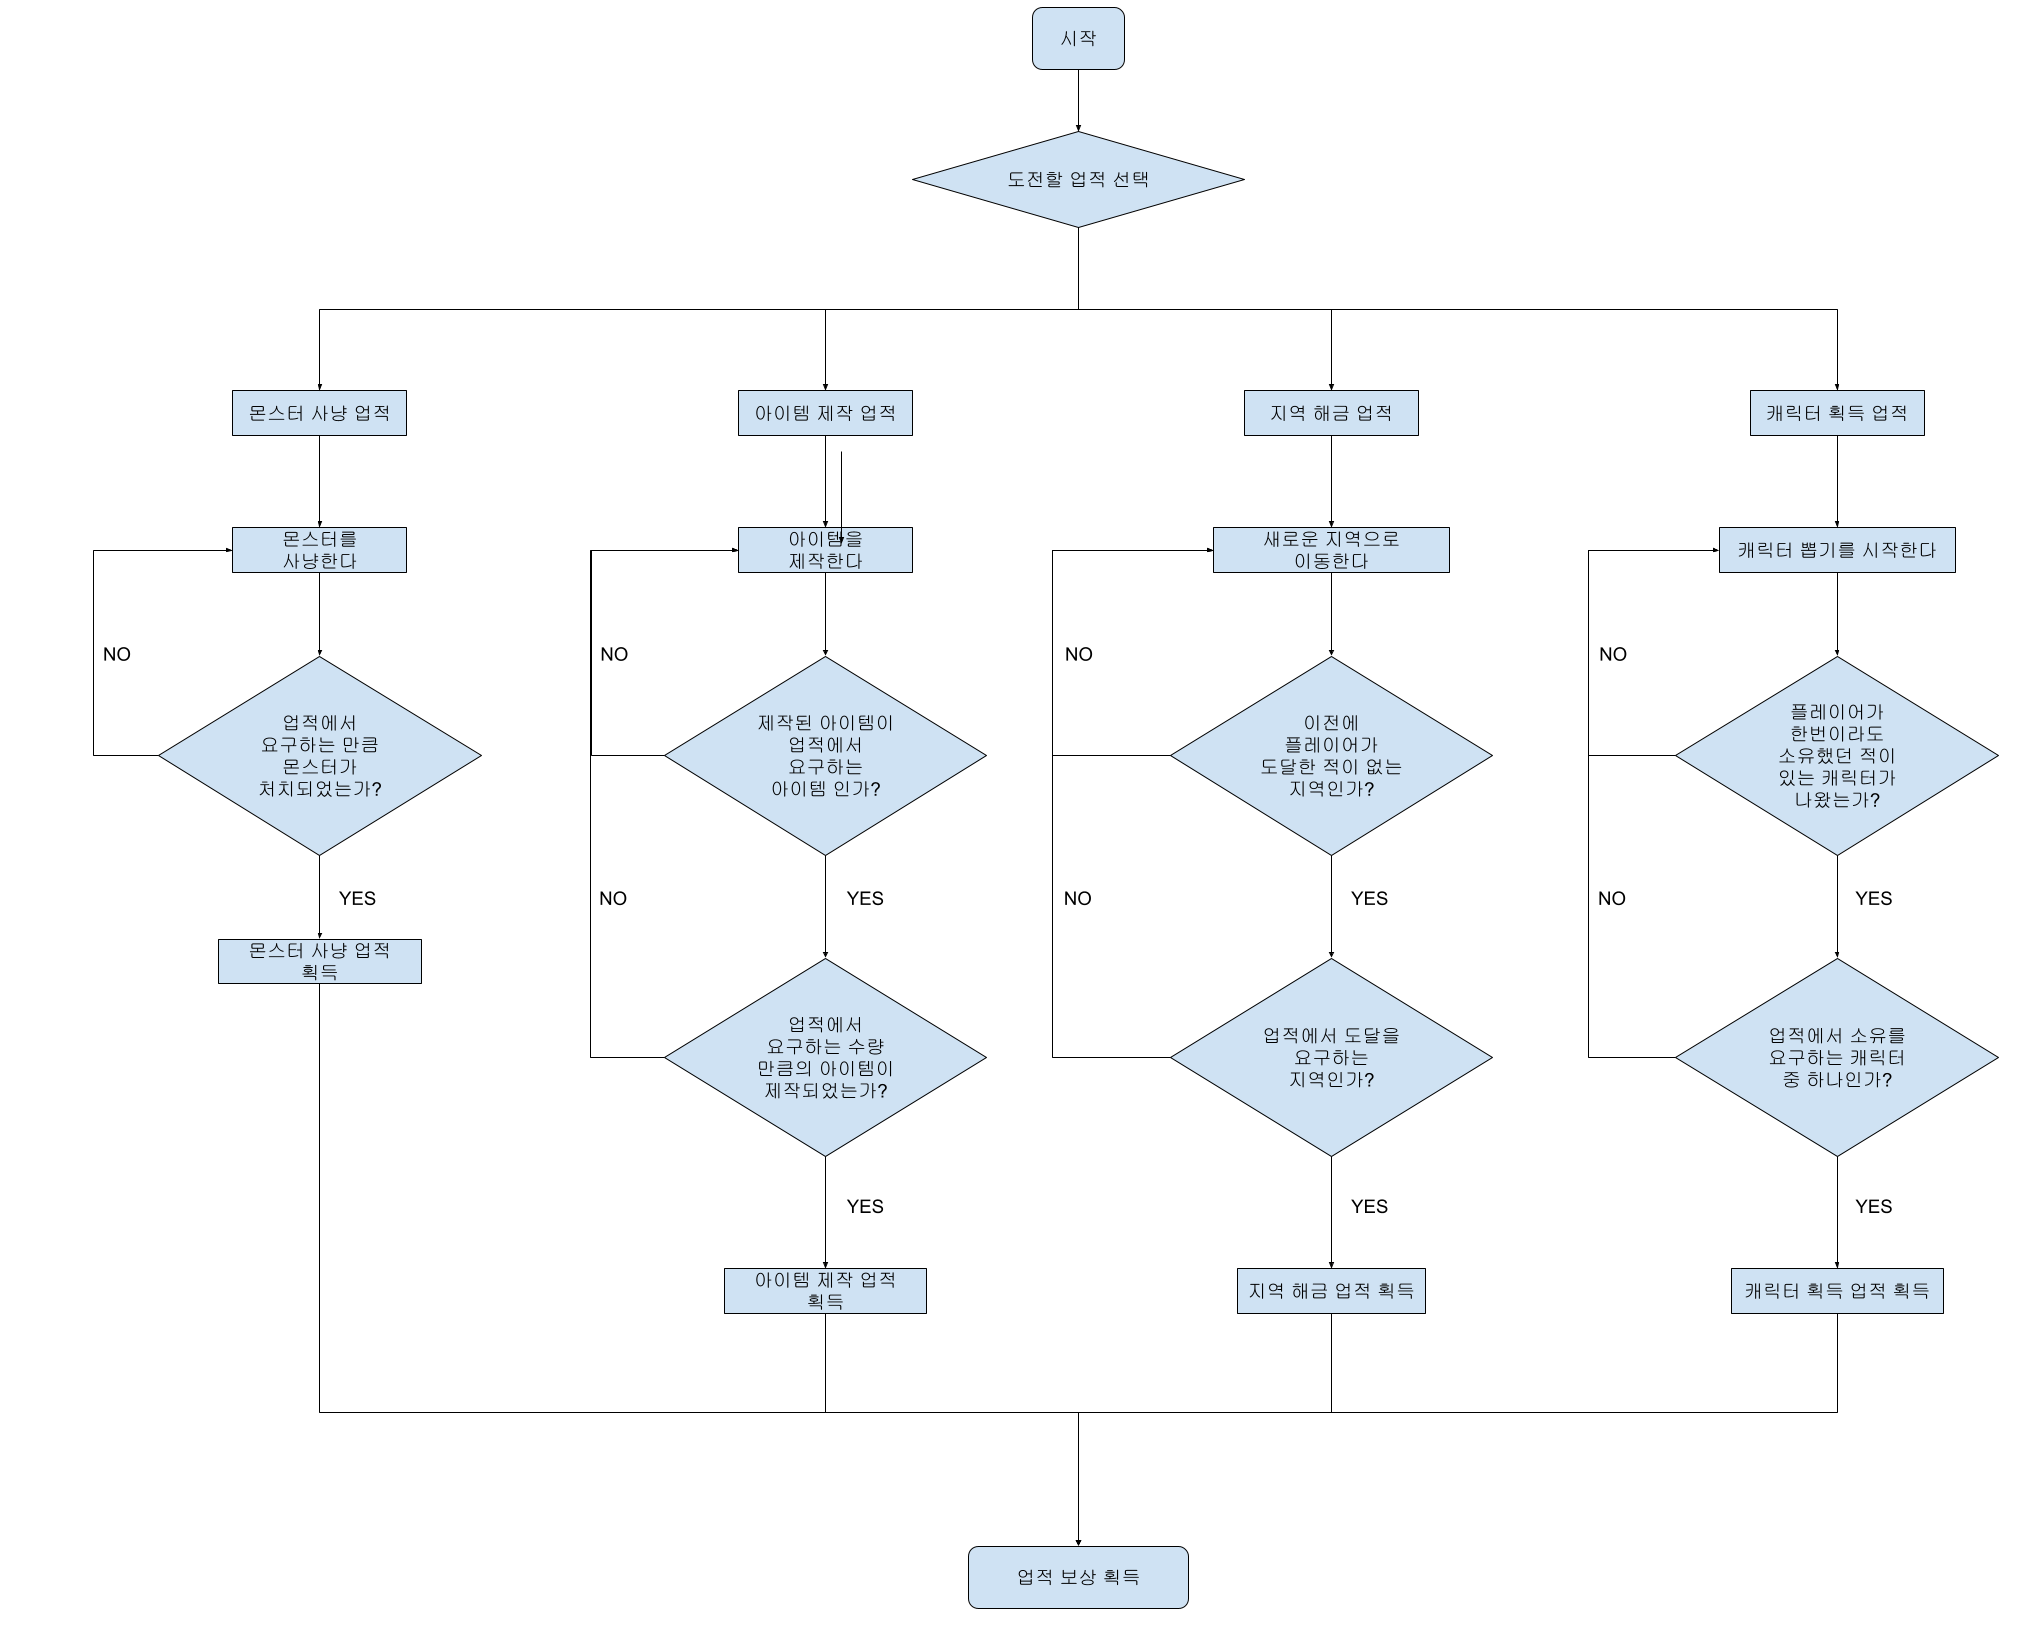 시작
도전할 업적 선택
몬스터 사냥 업적
아이템 제작 업적
지역 해금 업적
캐릭터 획득 업적
몬스터를
사냥한다
아이템을
제작한다
새로운 지역으로
이동한다
캐릭터 뽑기를 시작한다
NO
NO
NO
NO
업적에서
요구하는 만큼
몬스터가
처치되었는가?
제작된 아이템이
업적에서
요구하는
아이템 인가?
이전에
플레이어가
도달한 적이 없는
지역인가?
플레이어가
한번이라도
소유했던 적이
있는 캐릭터가
나왔는가?
YES
NO
YES
NO
YES
NO
YES
몬스터 사냥 업적
획득
업적에서
요구하는 수량
만큼의 아이템이
제작되었는가?
업적에서 도달을
요구하는
지역인가?
업적에서 소유를
요구하는 캐릭터
중 하나인가?
YES
YES
YES
아이템 제작 업적
획득
지역 해금 업적 획득
캐릭터 획득 업적 획득
업적 보상 획득